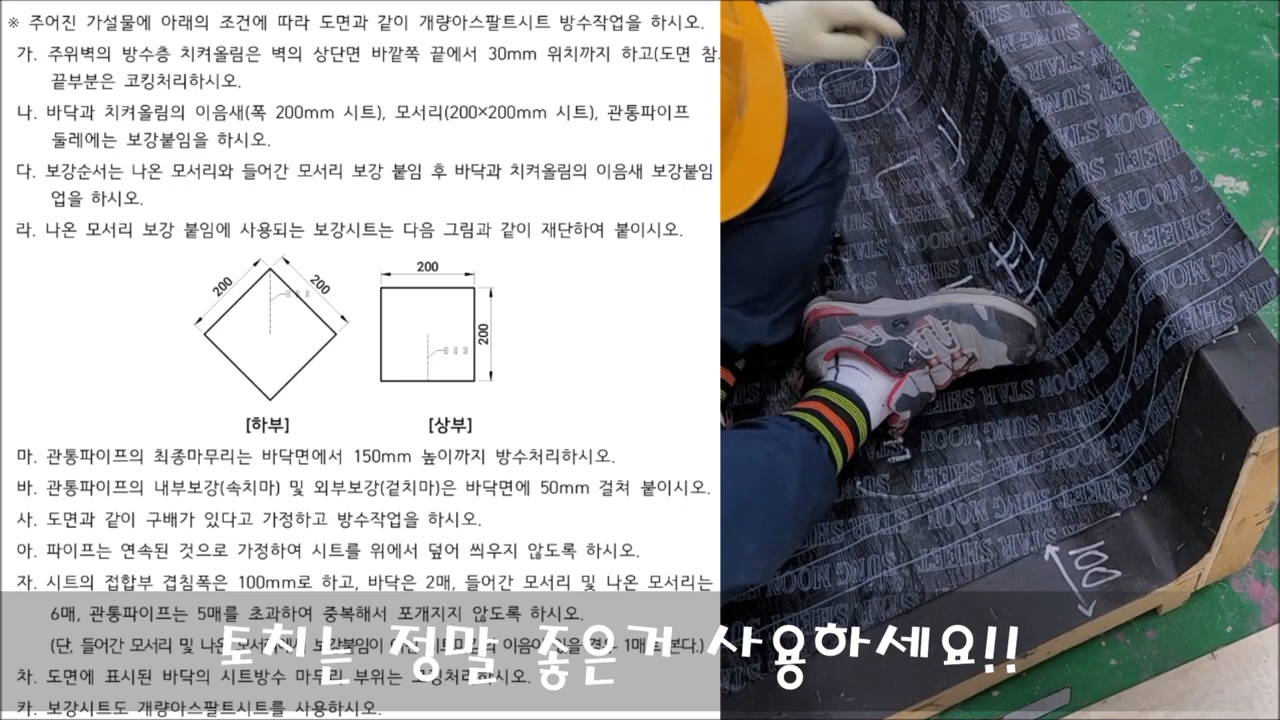 ※ 주어진 가설물에 아래의 조건에 따라 도면과 같이 개량아스팔트시트 방수작업을 하시오.
가. 주위벽의 방수층 치켜올림은 벽의 상단면 바깥쪽 끝에서 30mm 위치까지 하고(도면 참
끝부분은 코킹처리하시오.
나. 바닥과 치켜올림의 이음새(폭 200mm 시트), 모서리(200×200mm 시트), 관통파이프
둘레에는 보강붙임을 하시오.
다. 보강순서는 나온 모서리와 들어간 모서리 보강 붙임 후 바닥과 치켜올림의 이음새 보강붙임
업을 하시오.
라. 나온 모서리 보강 붙임에 사용되는 보강시트는 다음 그림과 같이 재단하여 붙이시오.
200 200 200
200
[하부] [상부]
마. 관통파이프의 최종마무리는 바닥면에서 150mm 높이까지 방수처리하시오.
바. 관통파이프의 내부보강(속치마) 및 외부보강(겉치마)은 바닥면에 50mm 걸쳐 붙이시오.
사. 도면과 같이 구배가 있다고 가정하고 방수작업을 하시오.
아. 파이프는 연속된 것으로 가정하여 시트를 위에서 덮어 씌우지 않도록 하시오.
자. 시트의 접합부 겹침폭은 100mm로 하고, 바닥은 2매, 들어간 모서리 및 나온 모서리는
6매, 관통파이프는 5매를 초과하여 중복해서 포개지지 않도록 하시오.
(단, 들어간 모서리 및 나온 보강붙임이 이음이 1매로 본다.)
차. 도면에 표시된 바닥의 시트방수 마무리 부위는 코킹처리하시오.
카. 보강시트도 개량아스팔트시트를 사용하시오.
토치는 정말 좋은거 사용하세요!!
SUNG MOON STAR SHEET
100